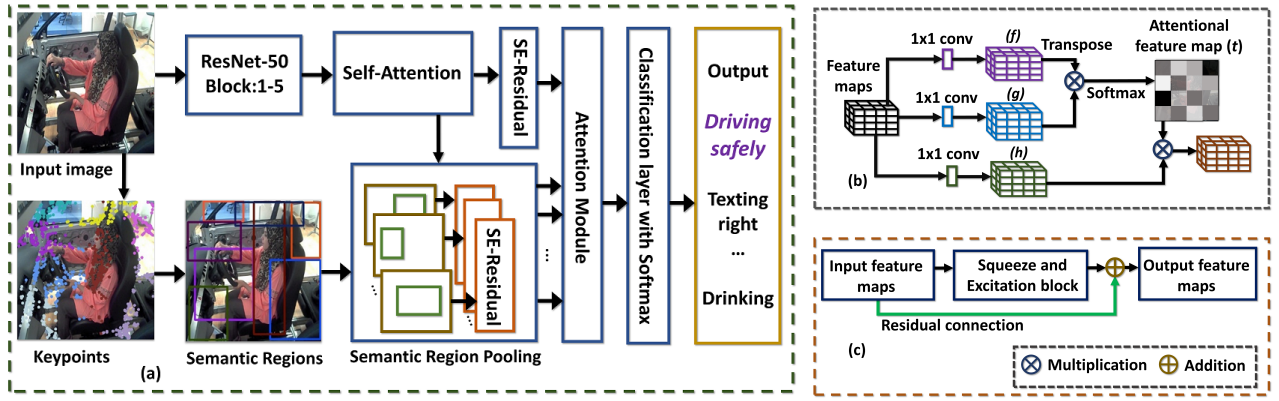 ResNet-50
Block:1-5
Self-Attention
SE-Residual
Attention Module
Classification layer with Softmax
Output
Driving
safely
Texting
right
...
Drinking
Input image
Keypoints
Semantic Regions
SE-Residual
...
...
...
Semantic Region Pooling
(a)
Feature
maps
1x1 conv
(f)
Transpose
Attentional
feature map (t)
1x1 conv
(g)
Softmax
1x1 conv
(h)
(b)
Input feature
maps
Squeeze and
Excitation block
Output feature
maps
Residual connection
(c)
Multiplication
Addition